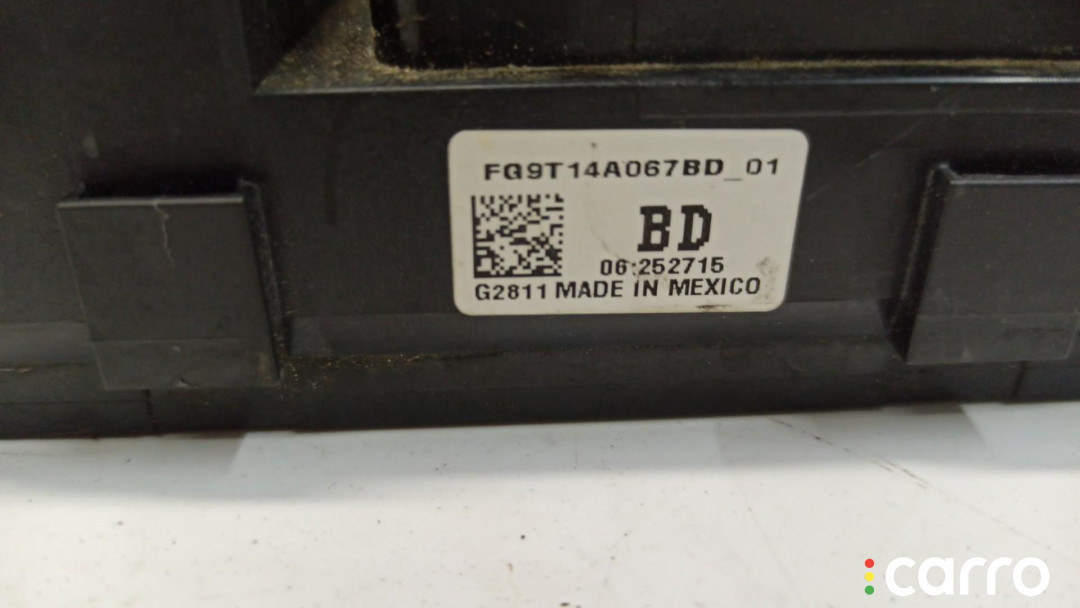 FG9T14A067BD_01
BD
06:252715
G2811 MADE IN MEXICO
carro